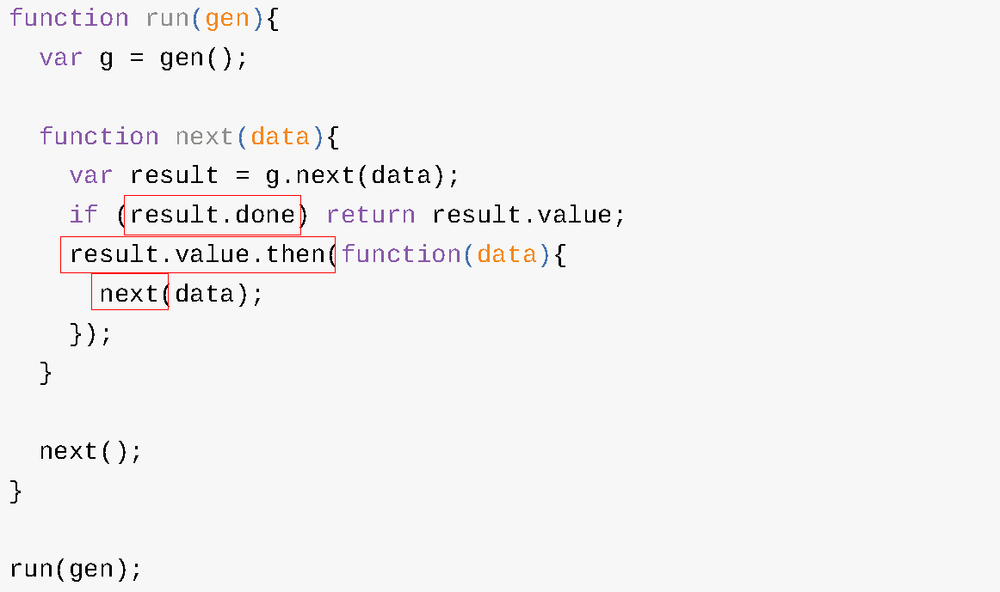 function run(gen){
  var g = gen();

  function next(data){
    var result = g.next(data);
    if (result.done) return result.value;
    result.value.then(function(data){
      next(data);
    });
  }

  next();
}

run(gen);